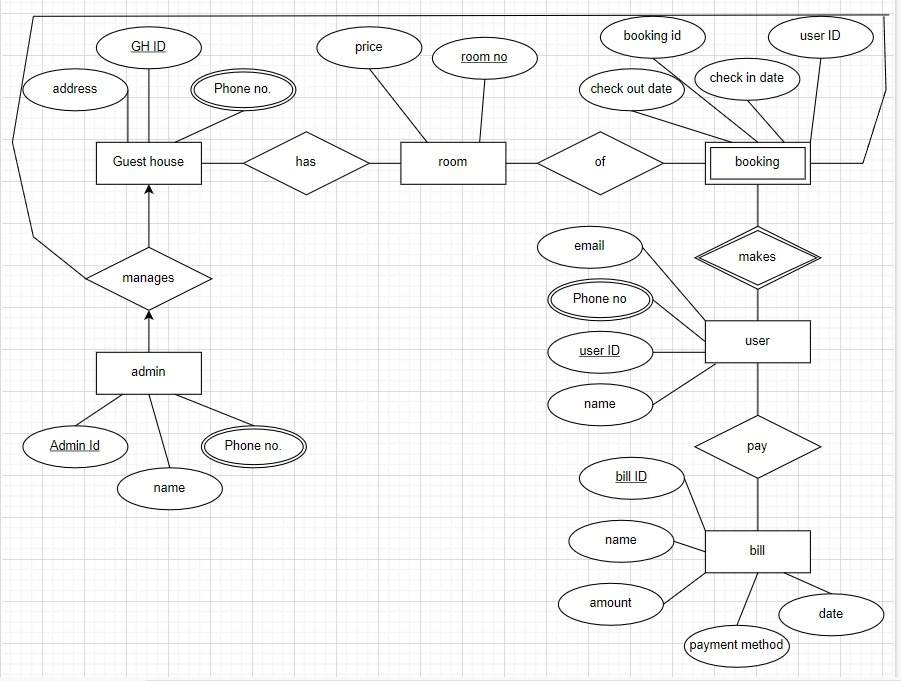 GH ID
price
room no
booking id
user ID
address
Phone no.
check out date
check in date
Guest house
has
room
of
booking
manages
email
makes
Phone no
user ID
user
name
admin
Admin Id
Phone no.
name
pay
bill ID
name
bill
amount
date
payment method